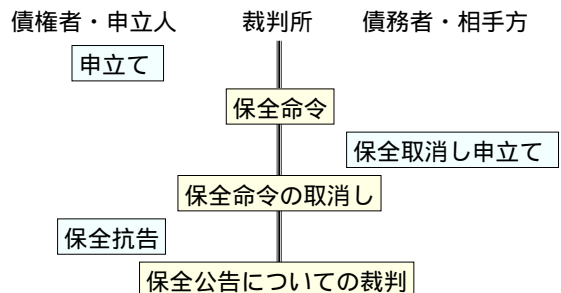 債権者・申立人 裁判所 債務者・相手方
申立て
保全命令
保全取消し申立て
保全命令の取消し
保全抗告
保全公告についての裁判